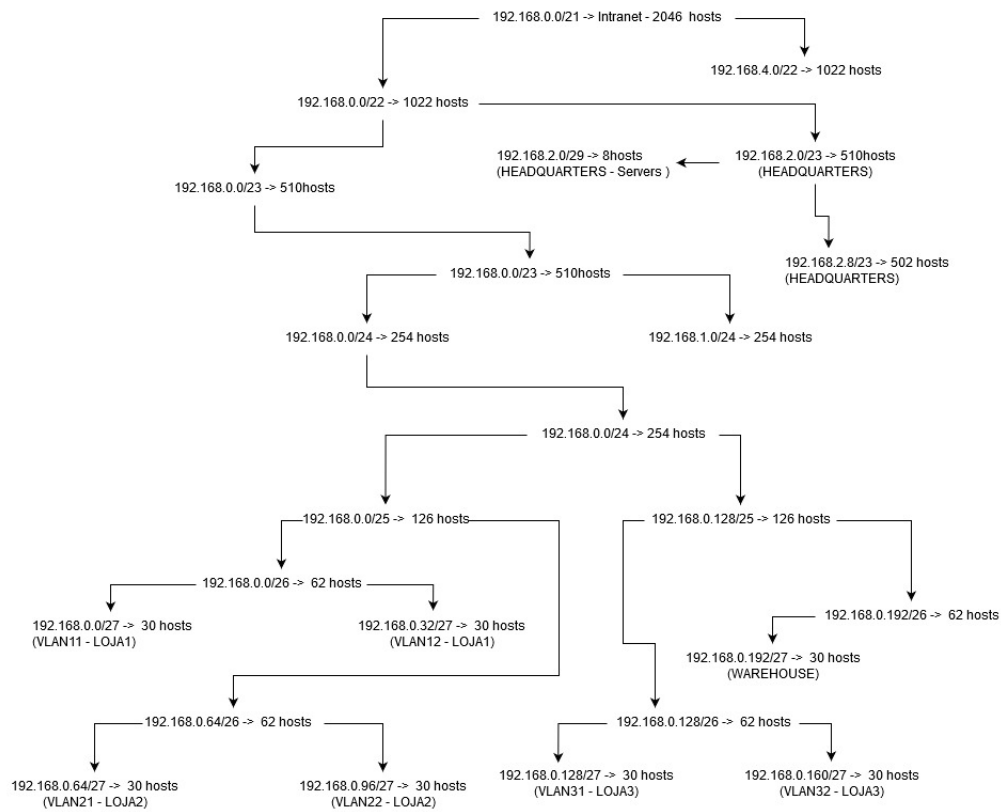 192.168.0.0/21 -> Intranet - 2046 hosts
192.168.4.0/22 -> 1022 hosts
192.168.0.0/22 -> 1022 hosts
192.168.2.0/29 -> 8hosts
(HEADQUARTERS - Servers )
192.168.2.0/23 -> 510hosts
(HEADQUARTERS)
192.168.0.0/23 -> 510hosts
192.168.2.8/23 -> 502 hosts
(HEADQUARTERS)
192.168.0.0/23 -> 510hosts
192.168.0.0/24 -> 254 hosts
192.168.1.0/24 -> 254 hosts
192.168.0.0/24 -> 254 hosts
192.168.0.0/25 -> 126 hosts
192.168.0.128/25 -> 126 hosts
192.168.0.0/26 -> 62 hosts
192.168.0.192/26 -> 62 hosts
192.168.0.0/27 -> 30 hosts
(VLAN11 - LOJA1)
192.168.0.32/27 -> 30 hosts
(VLAN12 - LOJA1)
192.168.0.192/27 -> 30 hosts
(WAREHOUSE)
192.168.0.64/26 -> 62 hosts
192.168.0.128/26 -> 62 hosts
192.168.0.64/27 -> 30 hosts
(VLAN21 - LOJA2)
192.168.0.96/27 -> 30 hosts
(VLAN22 - LOJA2)
192.168.0.128/27 -> 30 hosts
(VLAN31 - LOJA3)
192.168.0.160/27 -> 30 hosts
(VLAN32 - LOJA3)